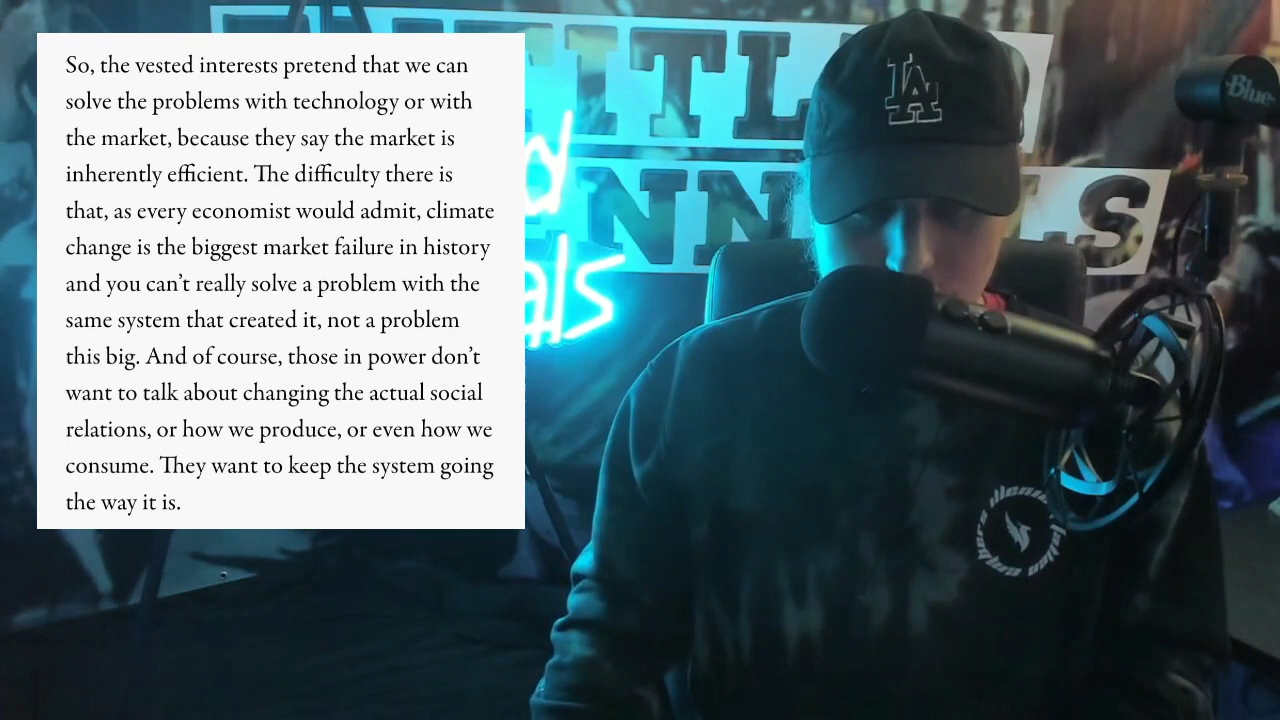 So, the vested interests pretend that we can
solve the problems with technology or with
the market, because they say the market is
inherently efficient. The difficulty there is
that, as every economist would admit, climate
change is the biggest market failure in history
and you can’t really solve a problem with the
same system that created it, not a problem
this big. And of course, those in power don’t
want to talk about changing the actual social
relations, or how we produce, or even how we
consume. They want to keep the system going
the way it is.
LA
Blue